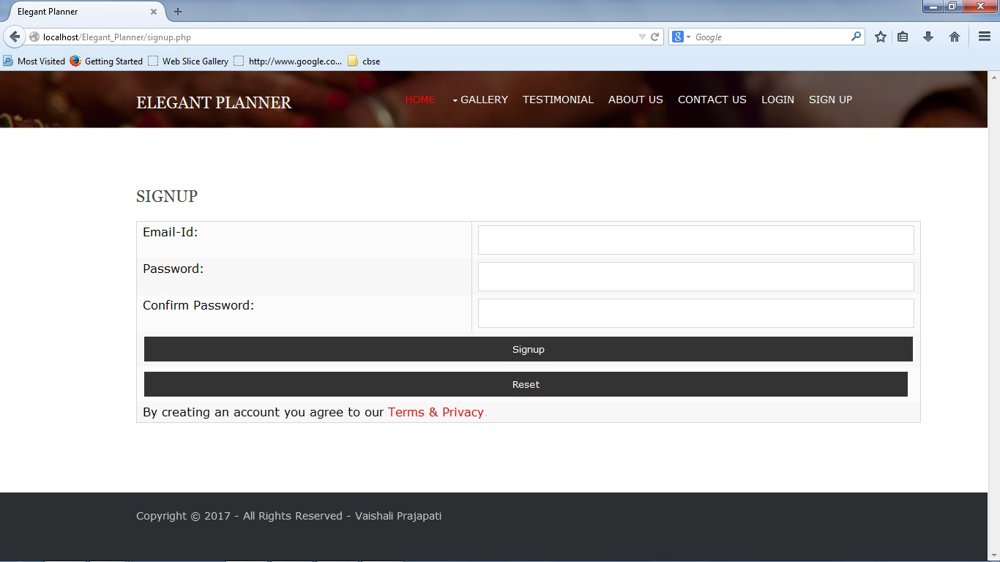 Elegant Planner
localhost/Elegant_Planner/signup.php
Google
Most Visited Getting Started Web Slice Gallery http://www.google.co... cbse
ELEGANT PLANNER
HOME GALLERY TESTIMONIAL ABOUT US CONTACT US LOGIN SIGN UP
SIGNUP
Email-Id:
Password:
Confirm Password:
Signup
Reset
By creating an account you agree to our Terms & Privacy.
Copyright © 2017 - All Rights Reserved - Vaishali Prajapati